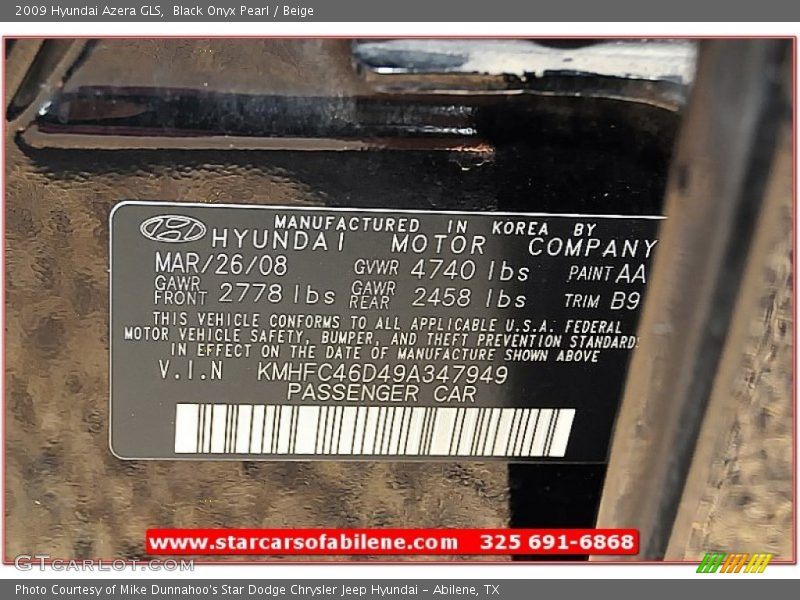 2009 Hyundai Azera GLS,  Black Onyx Pearl / Beige
MANUFACTURED IN KOREA BY
HYUNDAI MOTOR COMPANY
MAR/26/08 GVWR 4740 lbs PAINT AA
GAWR FRONT 2778 lbs GAWR REAR 2458 lbs TRIM B9
THIS VEHICLE CONFORMS TO ALL APPLICABLE U.S.A. FEDERAL
MOTOR VEHICLE SAFETY, BUMPER, AND THEFT PREVENTION STANDARDS
IN EFFECT ON THE DATE OF MANUFACTURE SHOWN ABOVE
V.I.N KMHFC46D49A347949
PASSENGER CAR
www.starcarsofabilene.com 325 691-6868
GTCARLOT.COM
Photo Courtesy of Mike Dunnahoo's Star Dodge Chrysler Jeep Hyundai - Abilene, TX